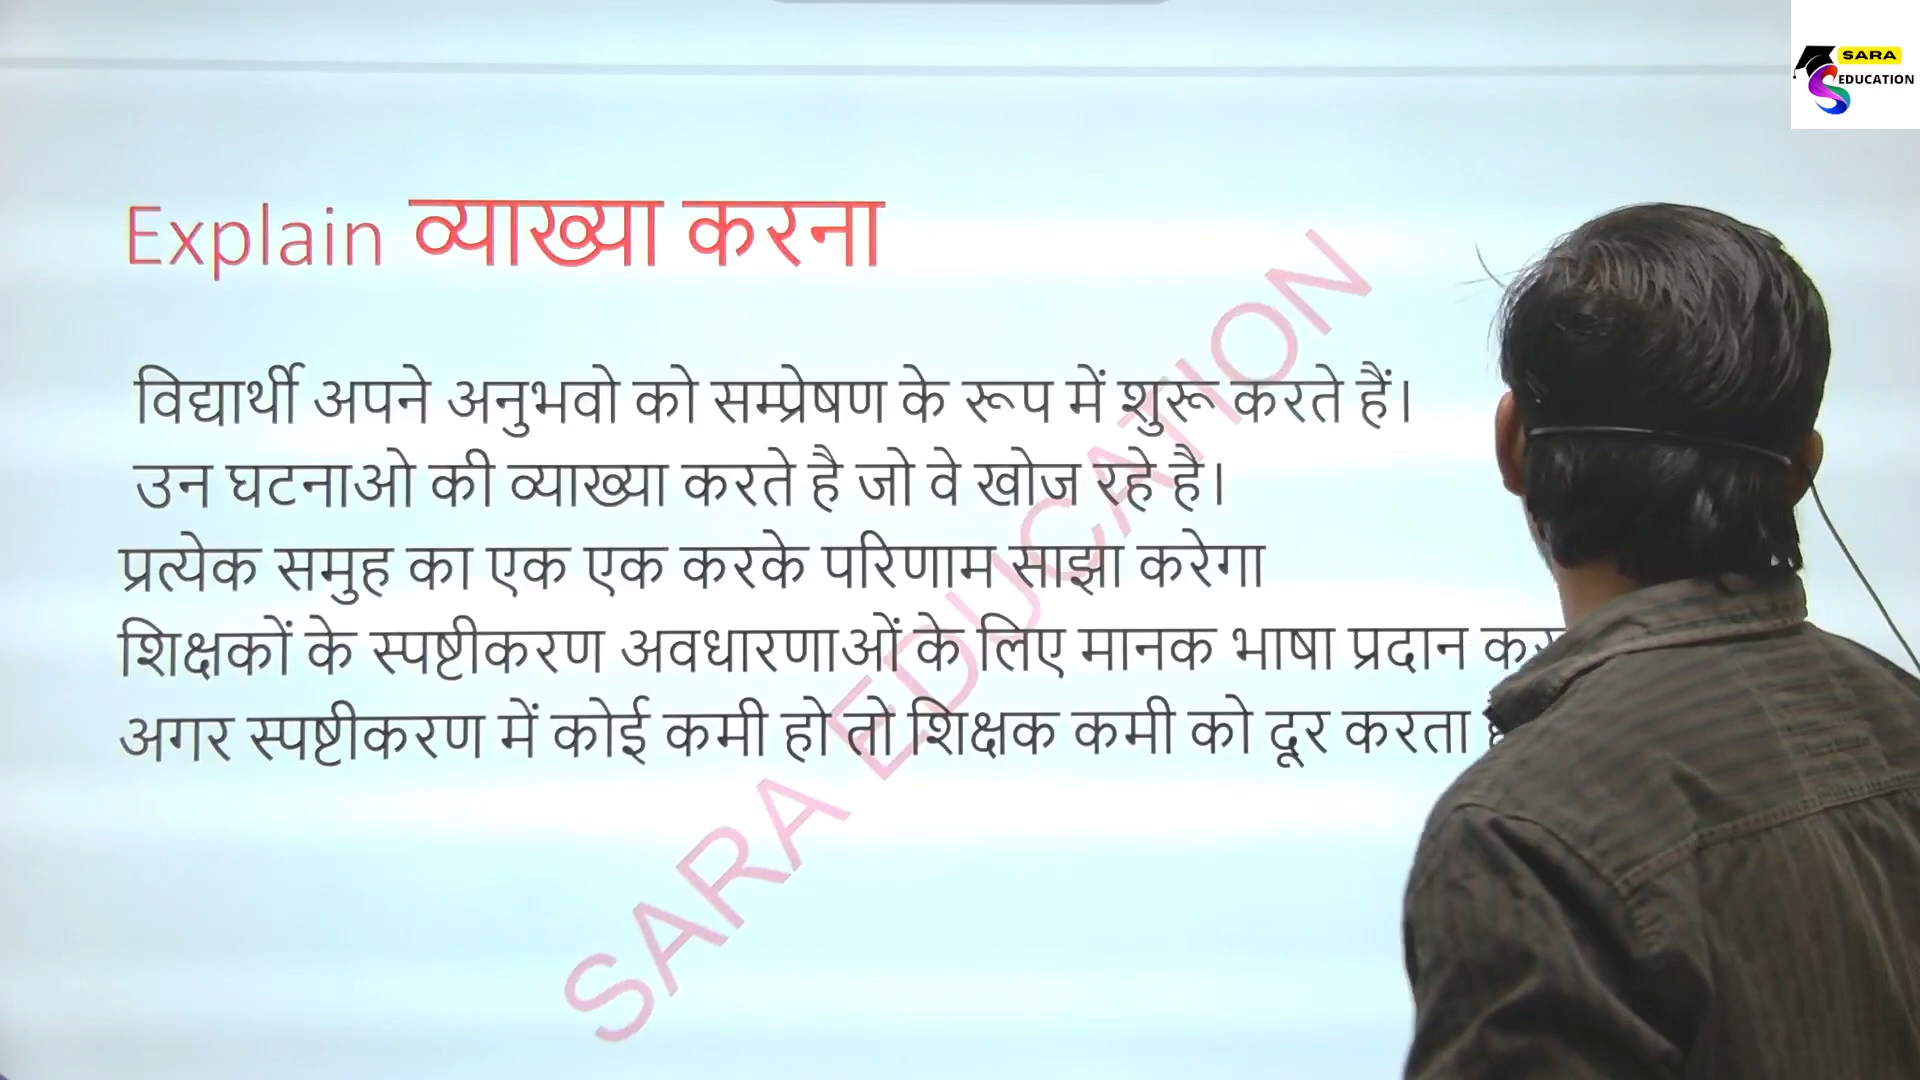 SARA
EDUCATION
Explain व्याख्या करना
विद्यार्थी अपने अनुभवो को सम्प्रेषण के रूप में शुरू करते हैं।
उन घटनाओ की व्याख्या करते है जो वे खोज रहे है।
प्रत्येक समुह का एक एक करके परिणाम साझा करेगा
शिक्षकों के स्पष्टीकरण अवधारणाओं के लिए मानक भाषा प्रदान
अगर स्पष्टीकरण में कोई कमी हो तो शिक्षक कमी को दूर करता
SARA EDUCATION